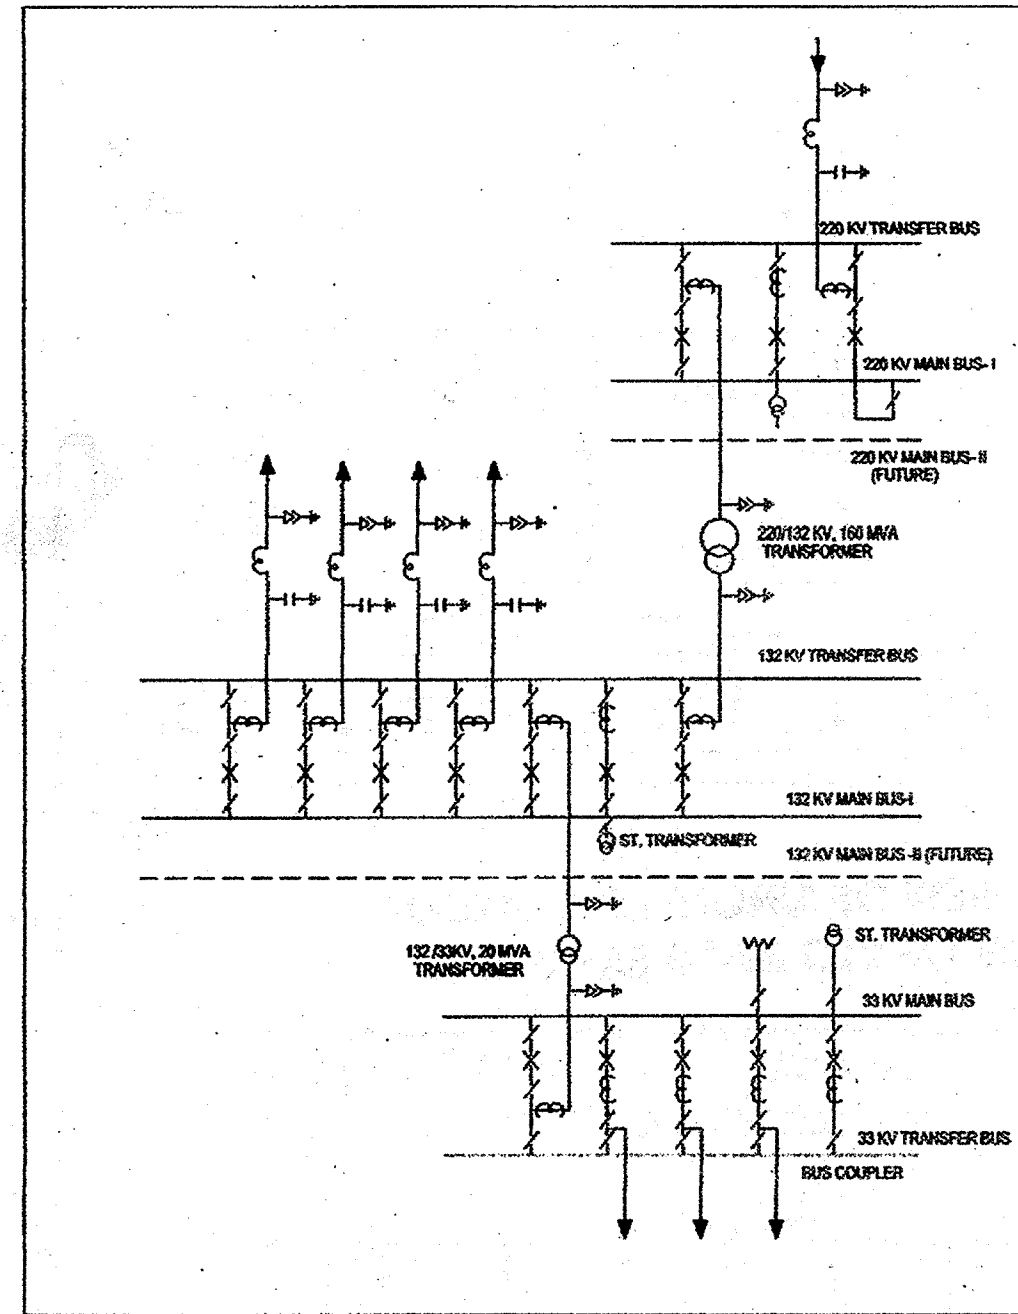 220 KV TRANSFER BUS
220 KV MAIN BUS- I
220 KV MAIN BUS- II
(FUTURE)
220/132 KV, 160 MVA
TRANSFORMER
132 KV TRANSFER BUS
132 KV MAIN BUS-I
ST. TRANSFORMER
132 KV MAIN BUS -II (FUTURE)
132 /33KV, 20 MVA
TRANSFORMER
ST. TRANSFORMER
33 KV MAIN BUS
33 KV TRANSFER BUS
BUS COUPLER